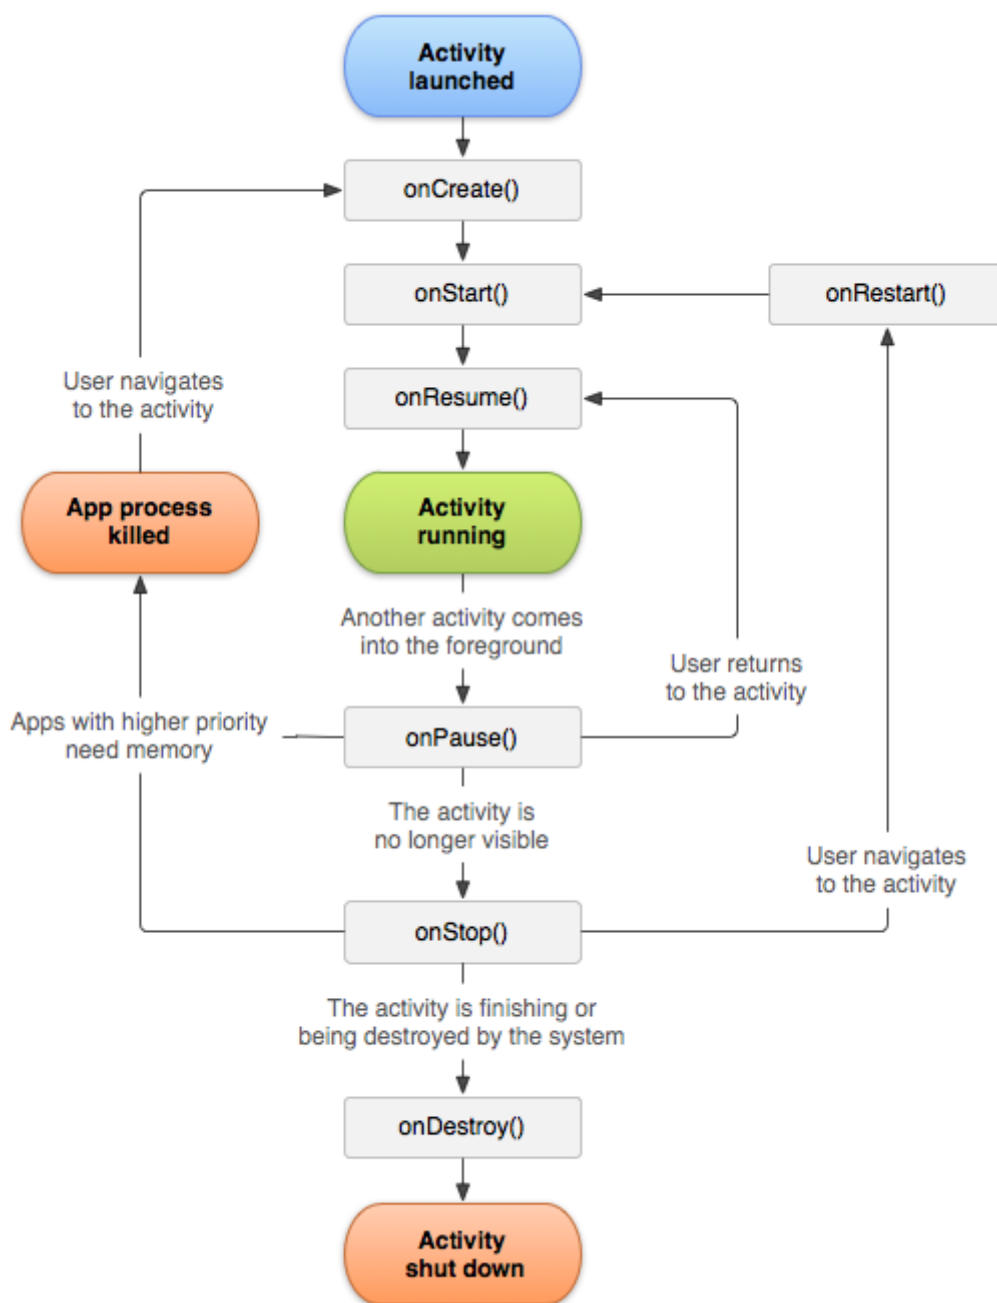 Activity
launched
onCreate()
onStart()
onRestart()
User navigates
to the activity
onResume()
App process
killed
Activity
running
Another activity comes
into the foreground
User returns
to the activity
Apps with higher priority
need memory
onPause()
The activity is
no longer visible
User navigates
to the activity
onStop()
The activity is finishing or
being destroyed by the system
onDestroy()
Activity
shut down